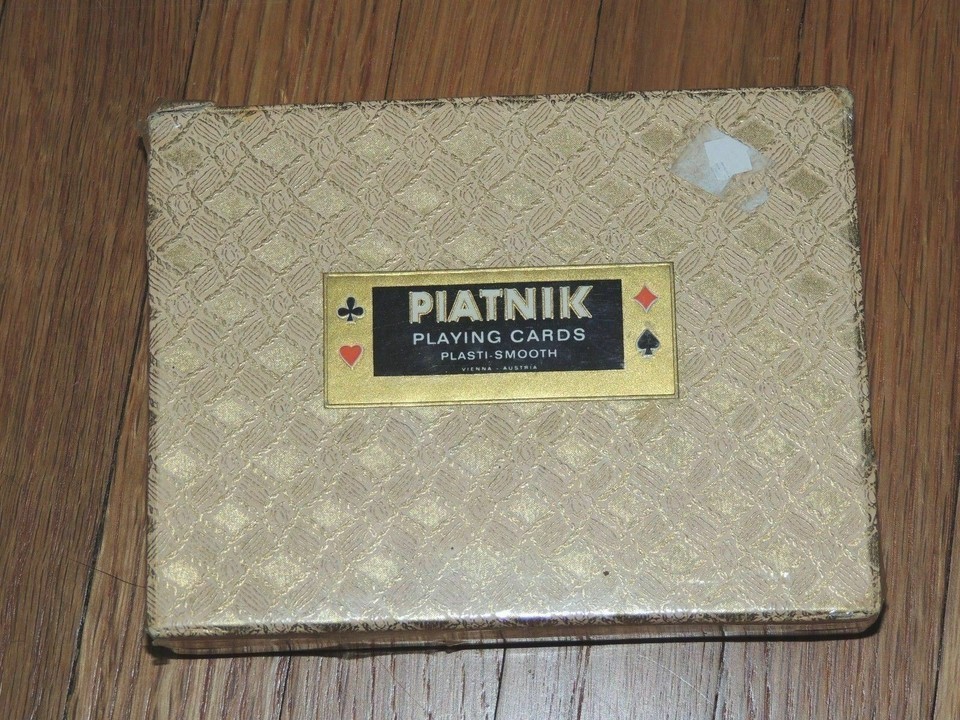 PIATNIK
PLAYING CARDS
PLASTI-SMOOTH
VIENNA - AUSTRIA